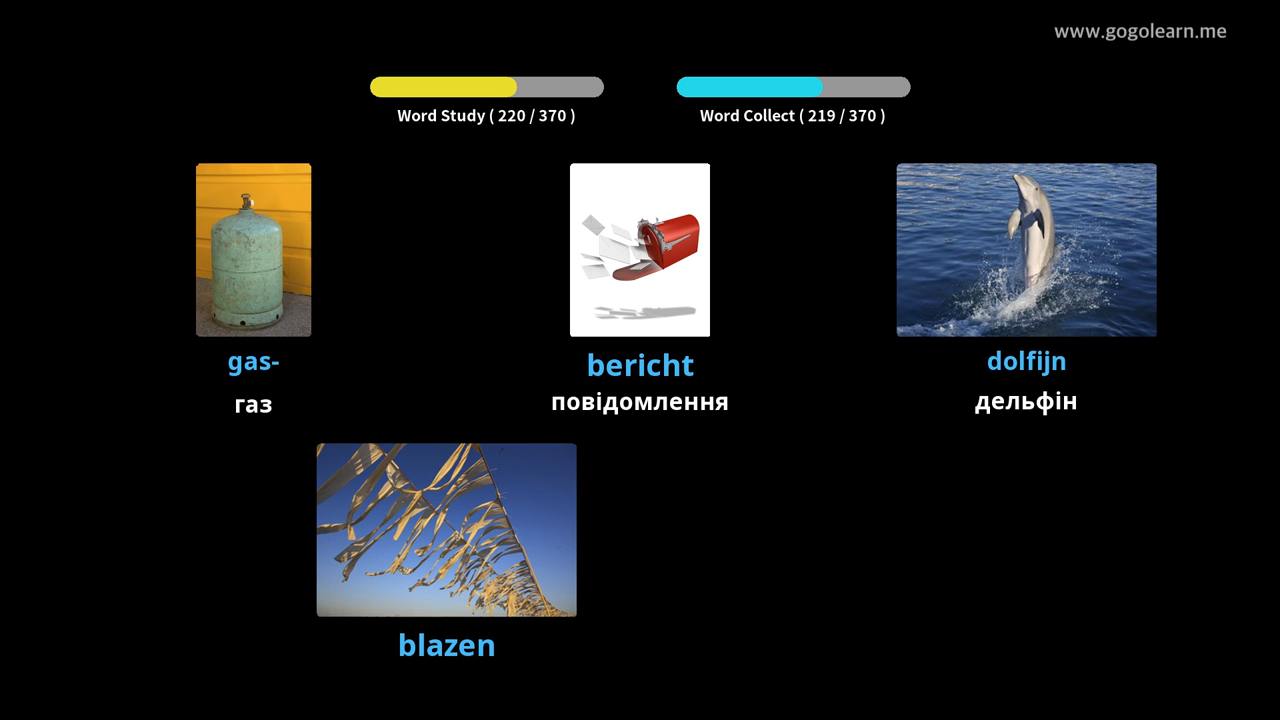 www.gogolearn.me
Word Study ( 220 / 370 )
Word Collect ( 219 / 370 )
gas-
газ
bericht
повідомлення
dolfijn
дельфін
blazen